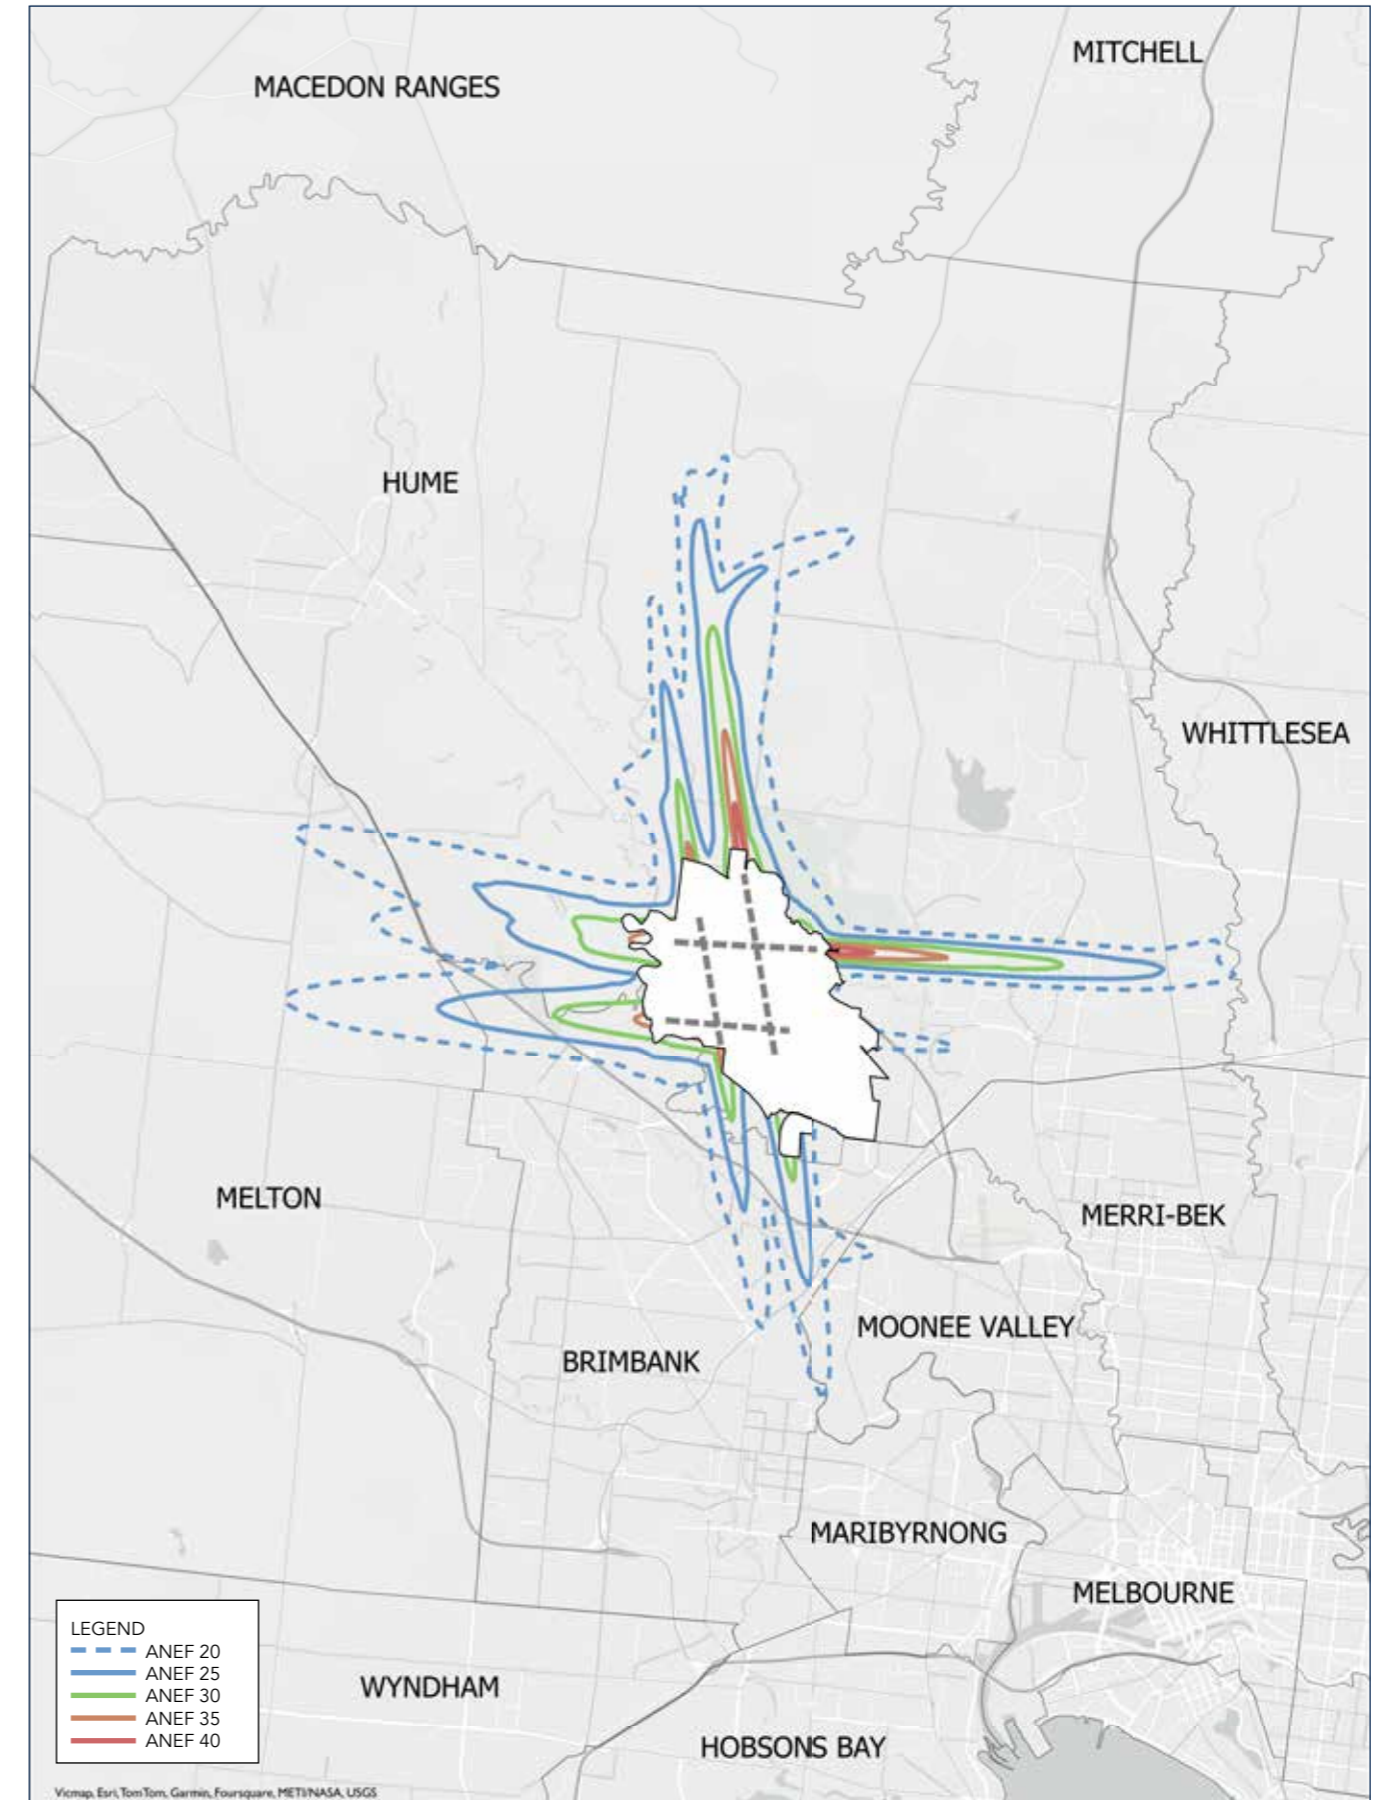 MITCHELL
MACEDON RANGES
HUME
WHITTLESEA
MELTON
MERRI-BEK
MOONEE VALLEY
BRIMBANK
MARIBYRNONG
MELBOURNE
WYNDHAM
HOBSONS BAY
LEGEND
ANEF 20
ANEF 25
ANEF 30
ANEF 35
ANEF 40
Vicmap, Esri, TomTom, Garmin, Foursquare, METI/NASA, USGS